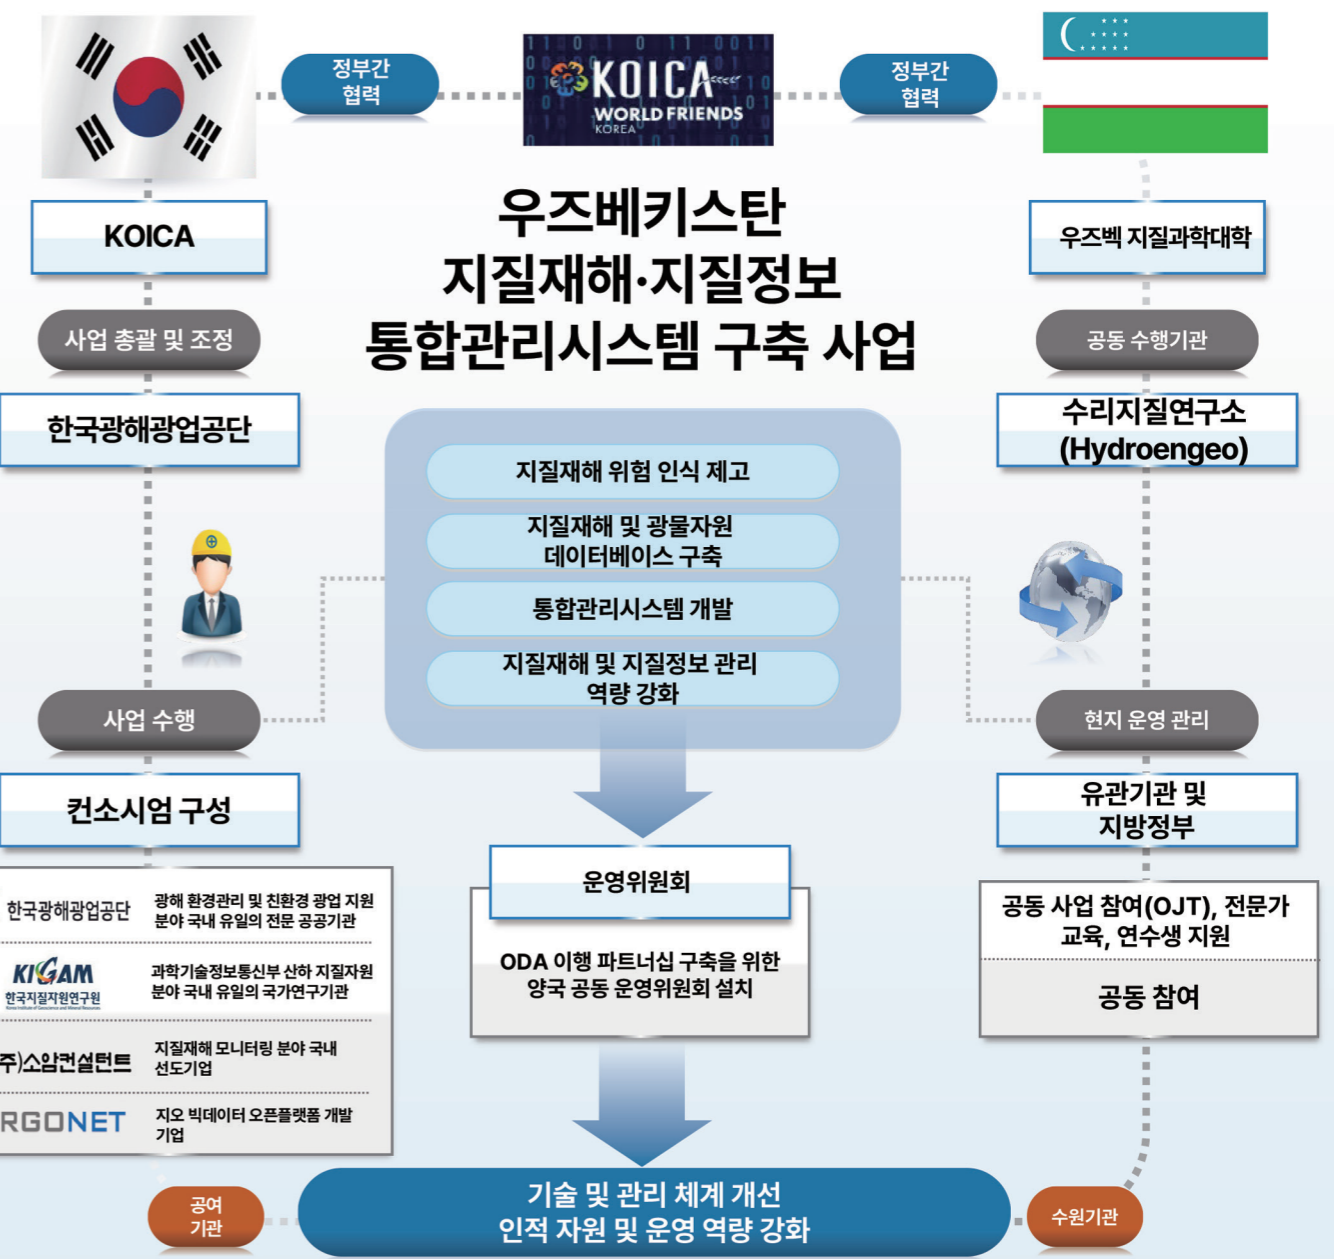 정부간
협력
KOICA
WORLD FRIENDS
KOREA
정부간
협력
우즈베키스탄
지질재해·지질정보
통합관리시스템 구축 사업
KOICA
사업 총괄 및 조정
한국광해광업공단
우즈벡 지질과학대학
공동 수행기관
수리지질연구소
(Hydroengeo)
지질재해 위험 인식 제고
지질재해 및 광물자원
데이터베이스 구축
통합관리시스템 개발
지질재해 및 지질정보 관리
역량 강화
사업 수행
현지 운영 관리
컨소시엄 구성
한국광해광업공단
광해 환경관리 및 친환경 광업 지원
분야 국내 유일의 전문 공공기관
KIGAM
한국지질자원연구원
과학기술정보통신부 산하 지질자원
분야 국내 유일의 국가연구기관
주)소암컨설턴트
지질재해 모니터링 분야 국내
선도기업
RGONET
지오 빅데이터 오픈플랫폼 개발
기업
운영위원회
ODA 이행 파트너십 구축을 위한
양국 공동 운영위원회 설치
유관기관 및
지방정부
공동 사업 참여(OJT), 전문가
교육, 연수생 지원
공동 참여
공여
기관
기술 및 관리 체계 개선
인적 자원 및 운영 역량 강화
수원기관